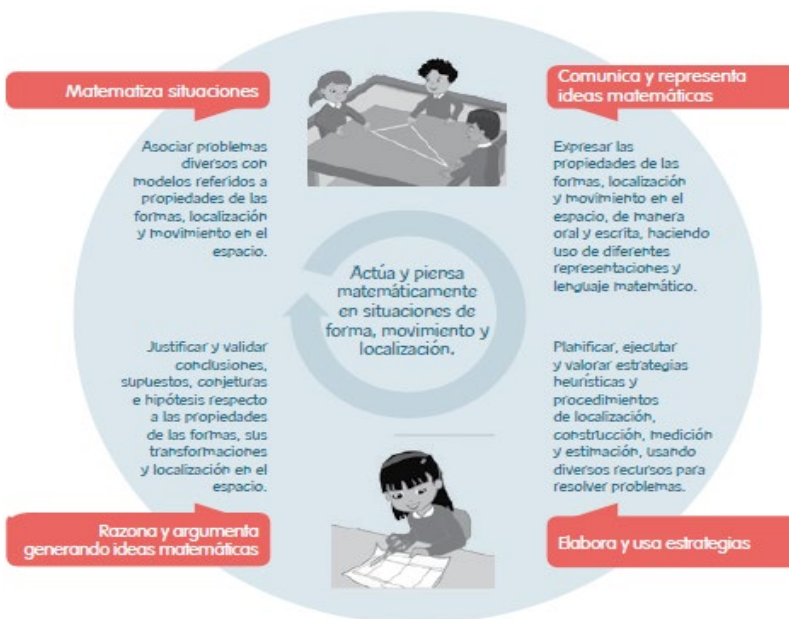 Matematiza situaciones
Asociar problemas
diversos con
modelos referidos a
propiedades de las
formas, localización
y movimiento en el
espacio.
Comunica y representa
ideas matemáticas
Expresar las
propiedades de las
formas, localización
y movimiento en el
espacio, de manera
oral y escrita, haciendo
uso de diferentes
representaciones y
lenguaje matemático.
Actúa y piensa
matemáticamente
en situaciones de
forma, movimiento y
localización.
Justificar y validar
conclusiones,
supuestos, conjeturas
e hipótesis respecto
a las propiedades
de las formas, sus
transformaciones
y localización en el
espacio.
Razona y argumenta
generando ideas matemáticas
Planificar, ejecutar
y valorar estrategias
heurísticas y
procedimientos
de localización,
construcción, medición
y estimación, usando
diversos recursos para
resolver problemas.
Elabora y usa estrategias